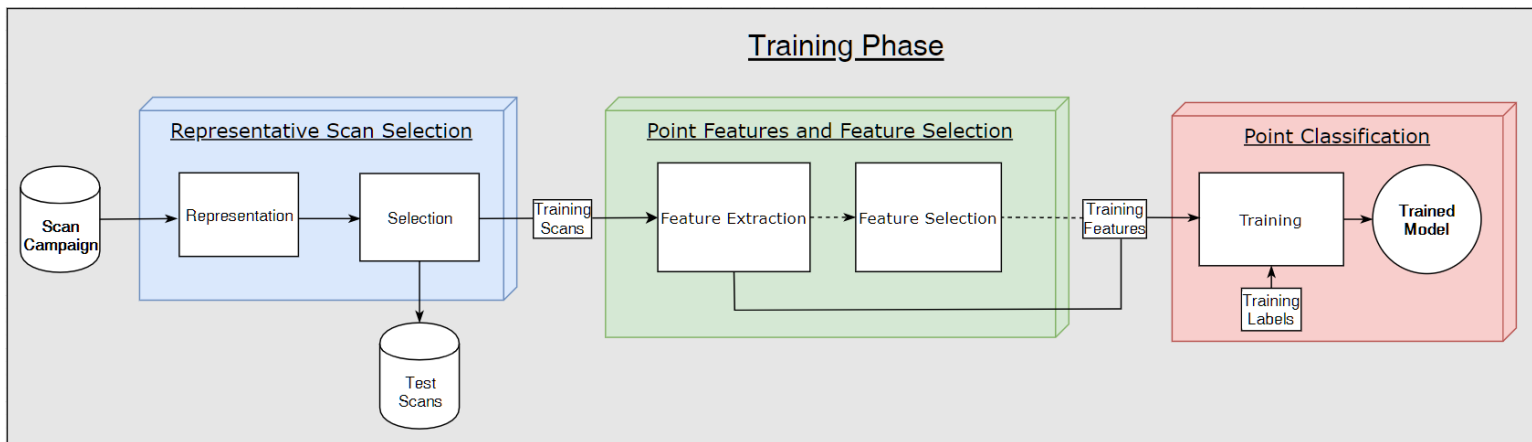 Training Phase
Representative Scan Selection
Point Features and Feature Selection
Point Classification
Scan
Campaign
Representation
Selection
Training
Scans
Feature Extraction
Feature Selection
Training
Features
Training
Trained
Model
Training
Labels
Test
Scans